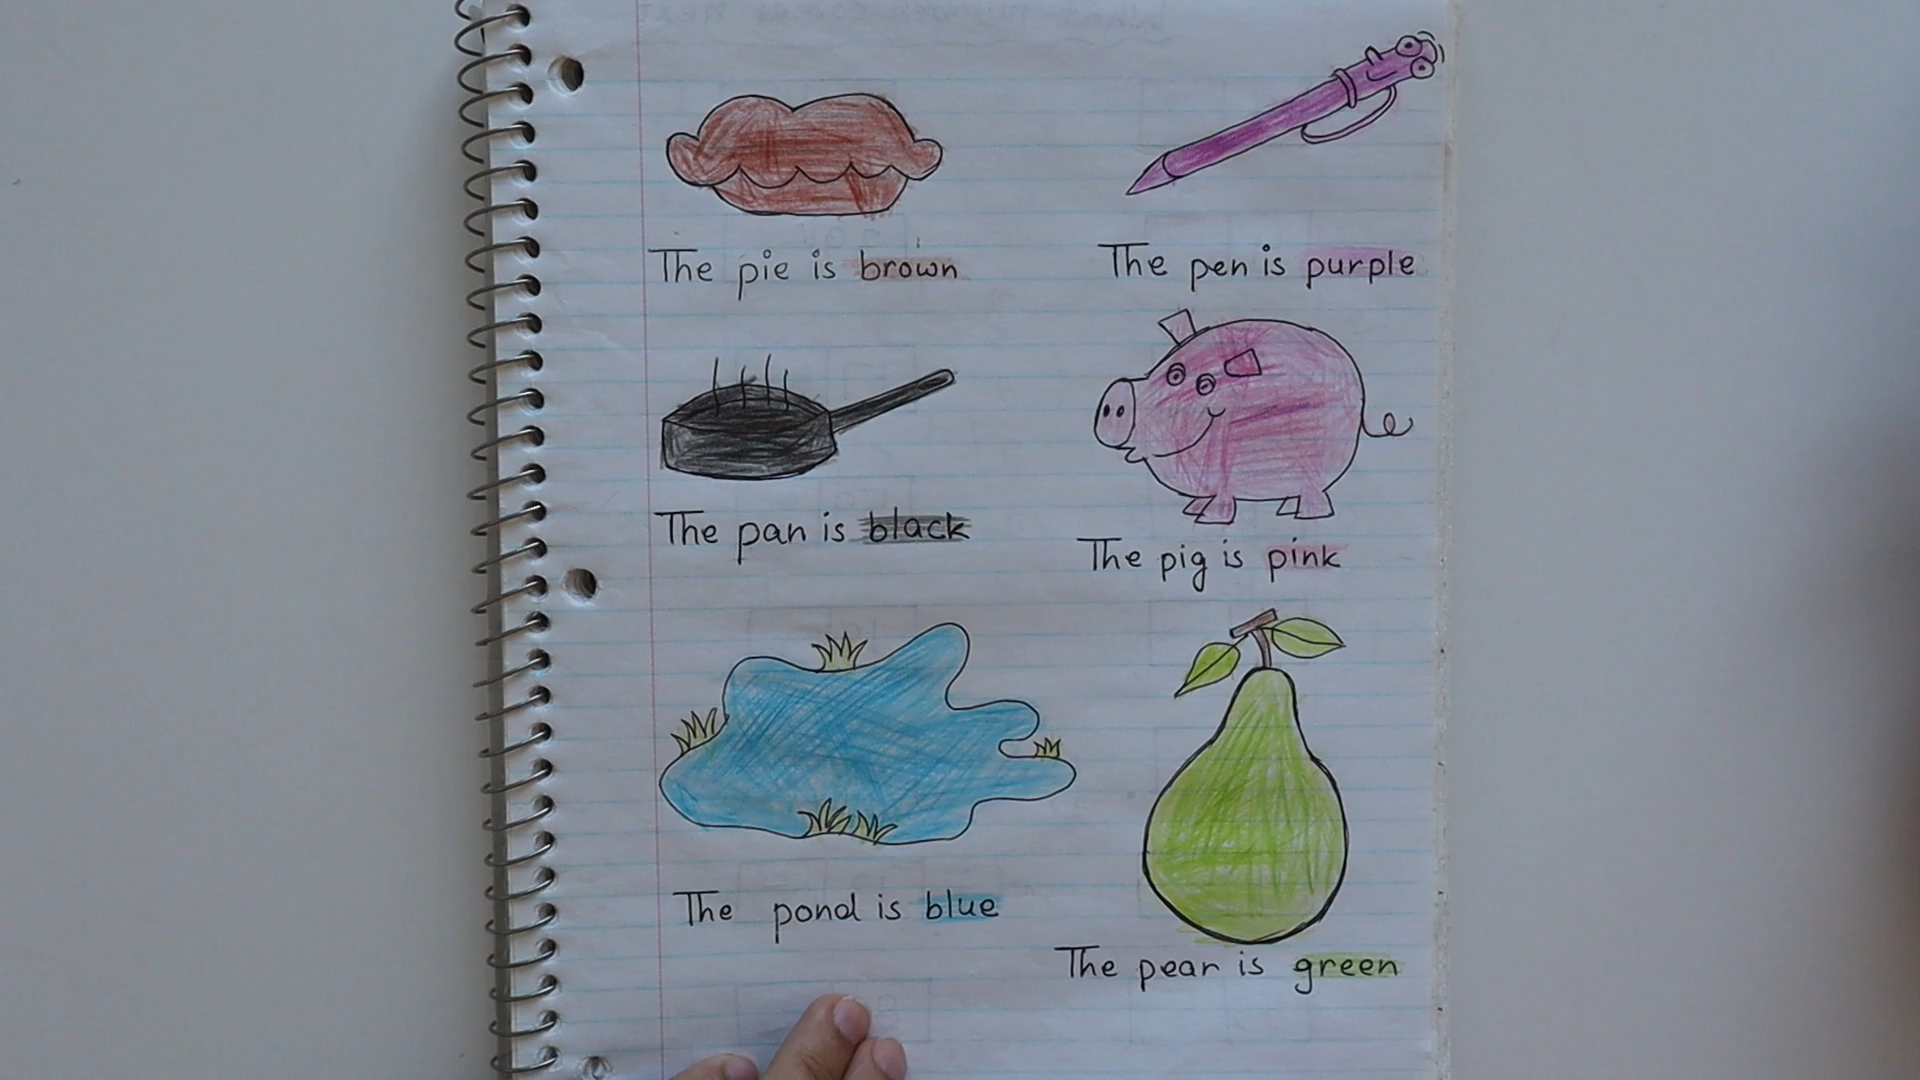 The pie is brown
The pen is purple
The pan is black
The pig is pink
The pond is blue
The pear is green